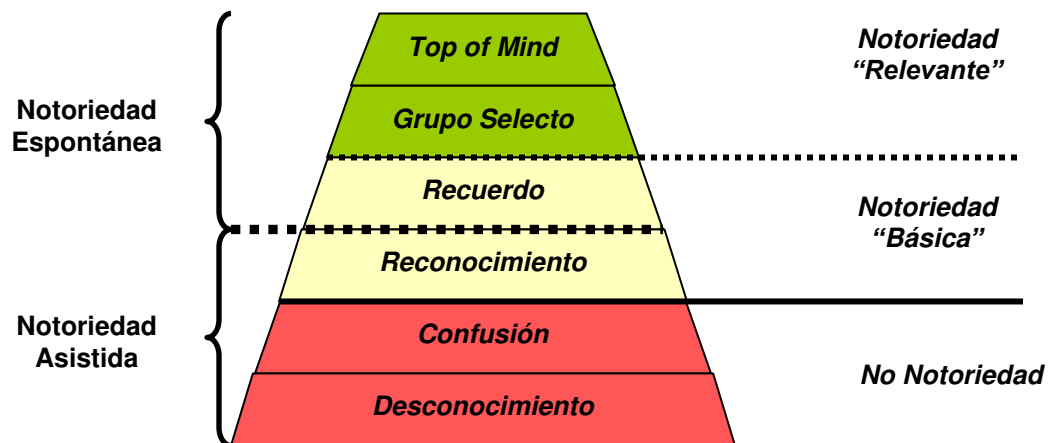 Top of Mind
Notoriedad
“Relevante”
Notoriedad
Espontánea
Grupo Selecto
Recuerdo
Notoriedad
“Básica”
Reconocimiento
Notoriedad
Asistida
Confusión
No Notoriedad
Desconocimiento